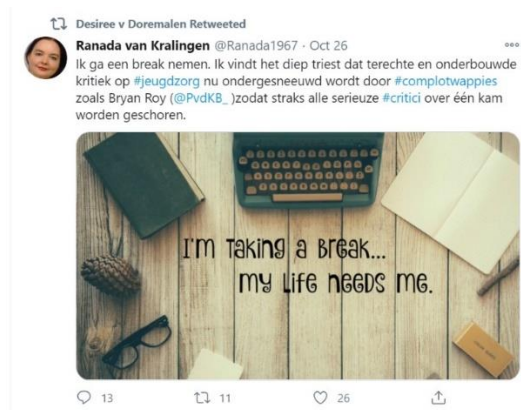 Desiree v Doremalen Retweeted
Ranada van Kralingen @Ranada1967 · Oct 26
Ik ga een break nemen. Ik vindt het diep triest dat terechte en onderbouwde
kritiek op #jeugdzorg nu ondergesneeuwd wordt door #complotwappies
zoals Bryan Roy (@PvdKB_ )zodat straks alle serieuze #critici over één kam
worden geschoren.
I'm Taking a Break...
my Life needs me.
13 11 26